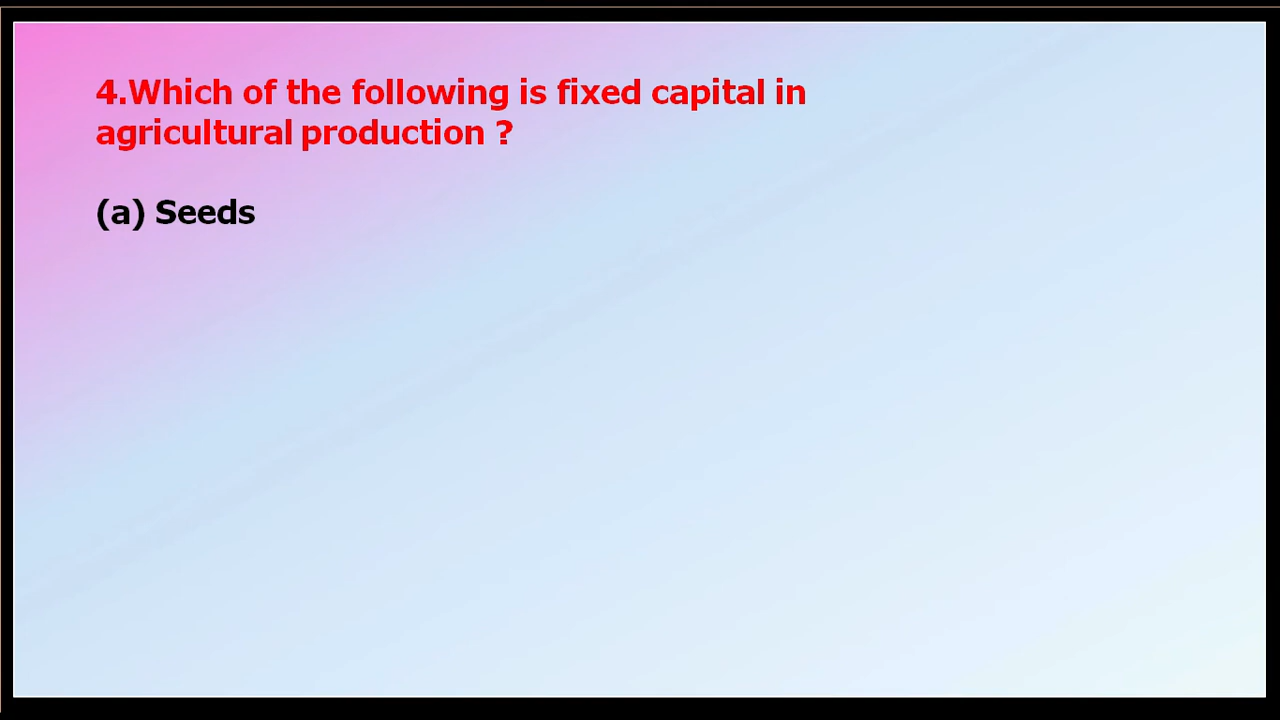 4.Which of the following is fixed capital in
agricultural production ?
(a) Seeds